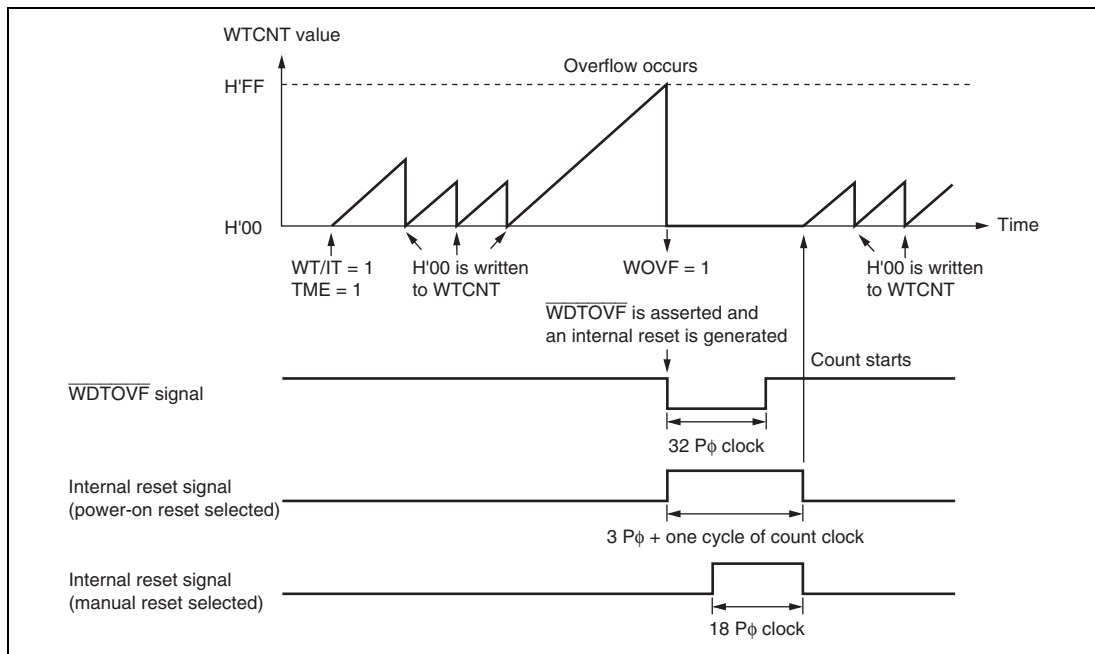 WTCNT value
Overflow occurs
H'FF
H'00
Time
WT/IT = 1
TME = 1
H'00 is written
to WTCNT
WOVF = 1
H'00 is written
to WTCNT
WDTOVF is asserted and
an internal reset is generated
Count starts
WDTOVF signal
32 Pϕ clock
Internal reset signal
(power-on reset selected)
3 Pϕ + one cycle of count clock
Internal reset signal
(manual reset selected)
18 Pϕ clock